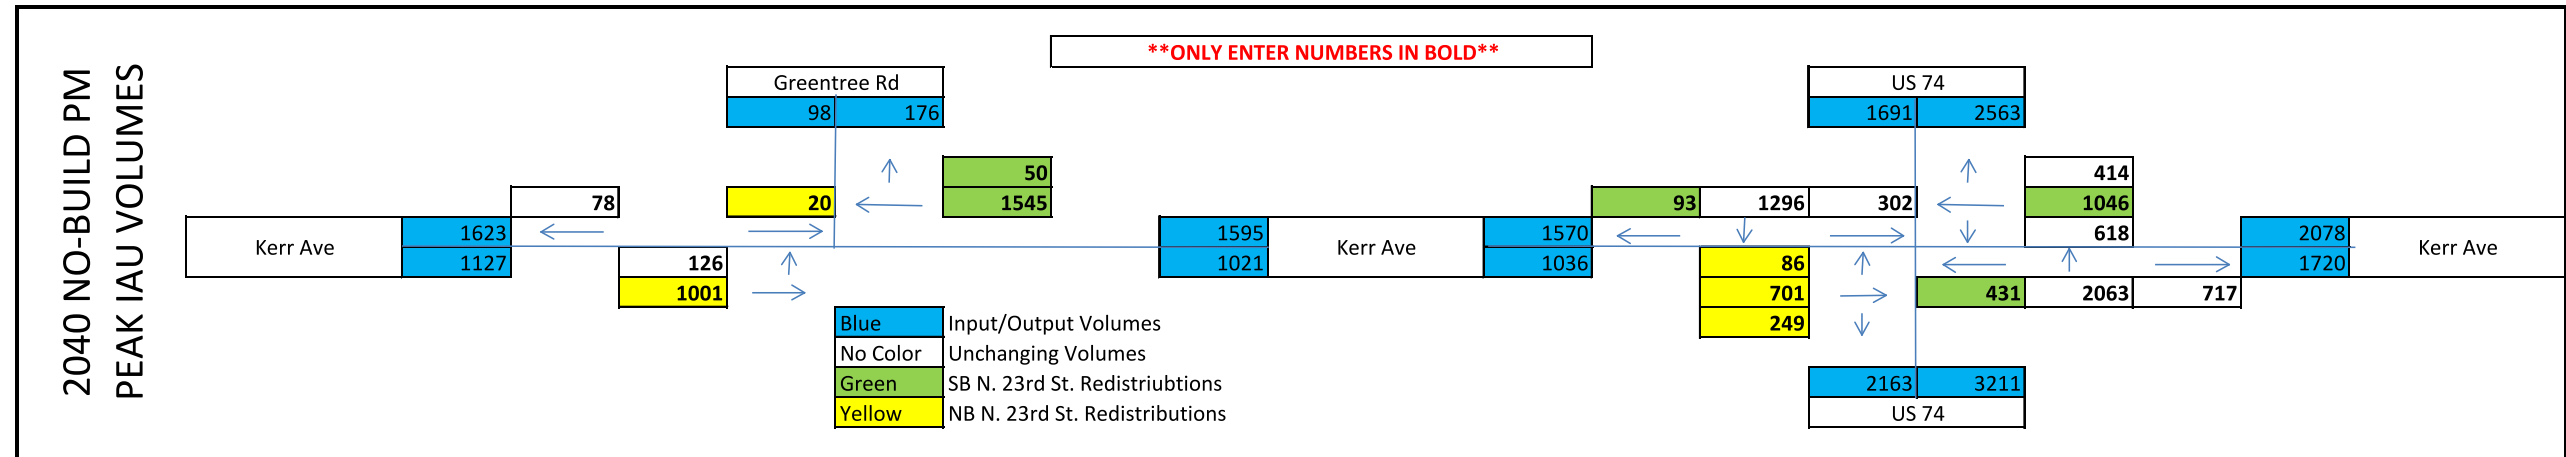 2040 NO-BUILD PM
PEAK IAU VOLUMES
**ONLY ENTER NUMBERS IN BOLD**
Greentree Rd
US 74
98 176
1691 2563
50
414
78 20 1545
93 1296 302 1046
Kerr Ave
1623
1595
Kerr Ave
1570
618
2078
Kerr Ave
1127
126
1021
1036
86
1720
1001
701
431 2063 717
Blue Input/Output Volumes
249
No Color Unchanging Volumes
Green SB N. 23rd St. Redistriubtions
2163 3211
Yellow NB N. 23rd St. Redistributions
US 74